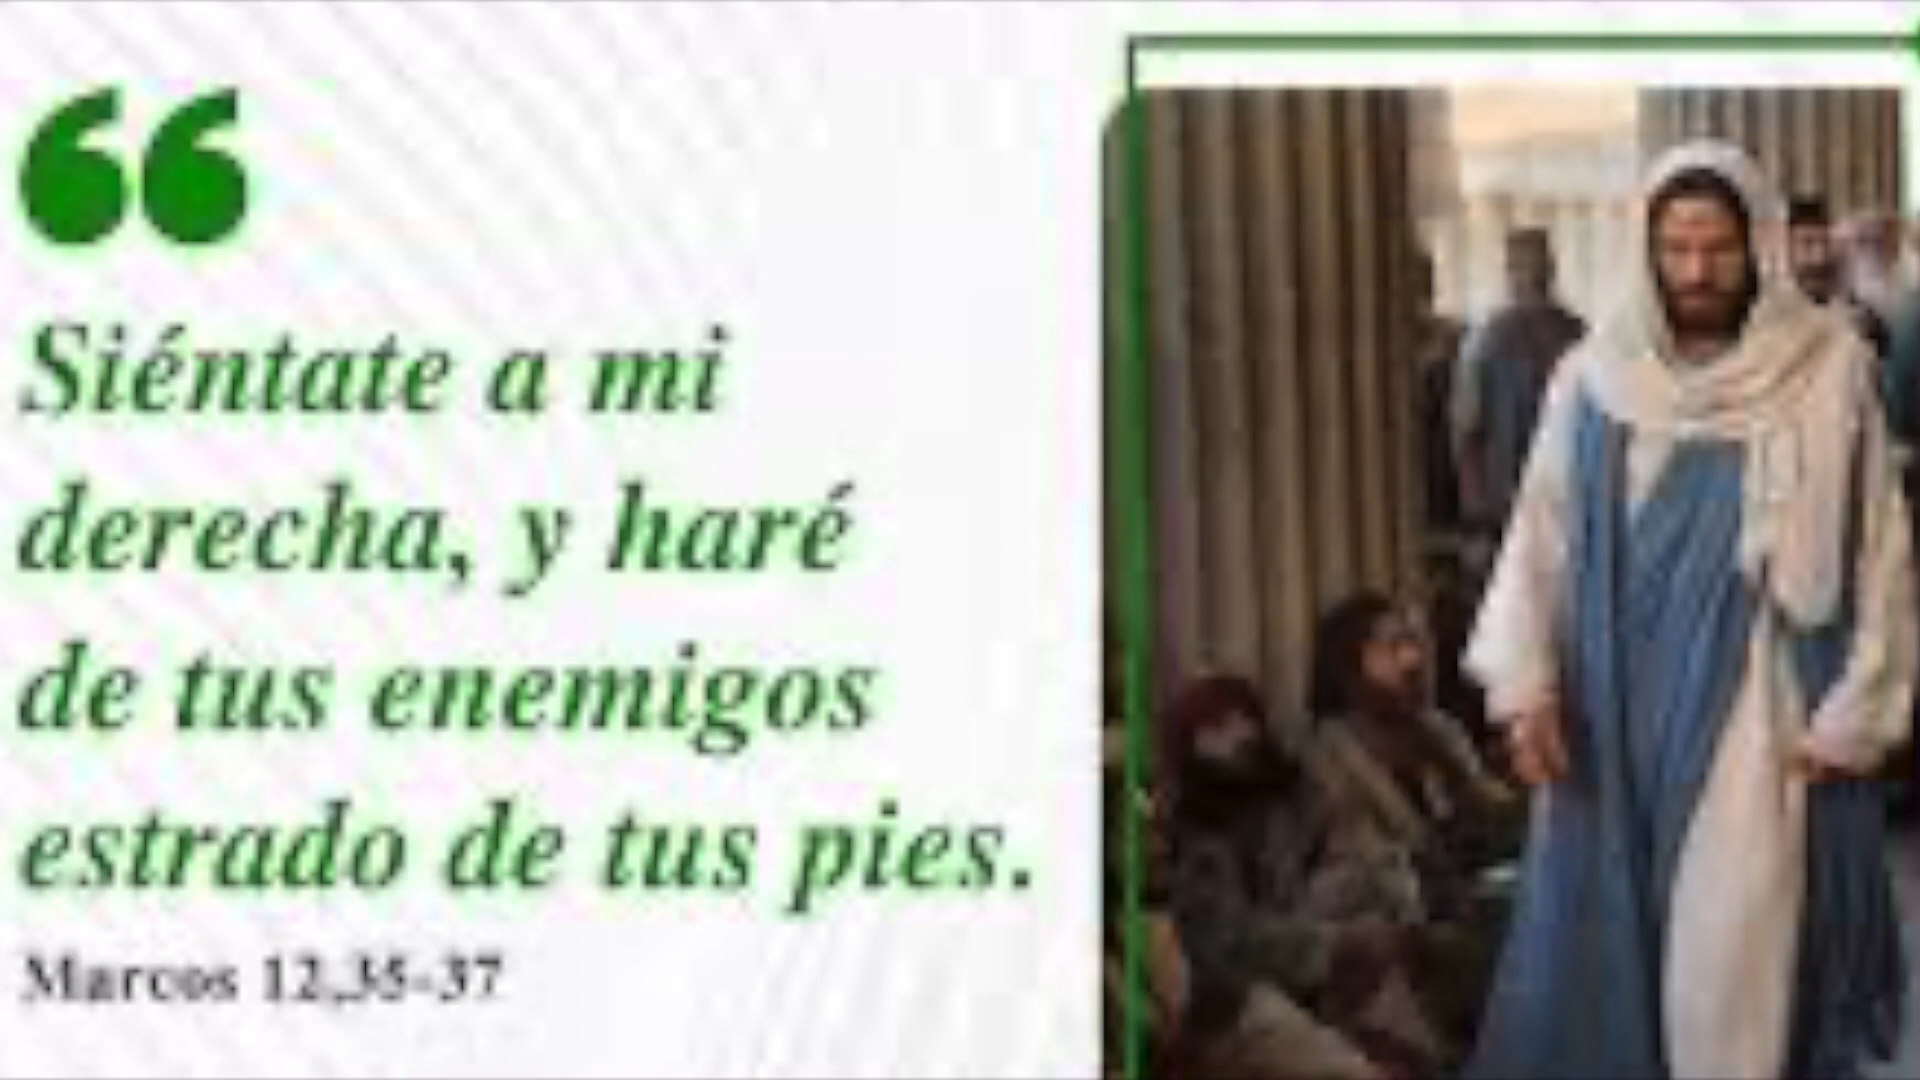 “
Siéntate a mi
derecha, y haré
de tus enemigos
estrado de tus pies.
Marcos 12,35-37